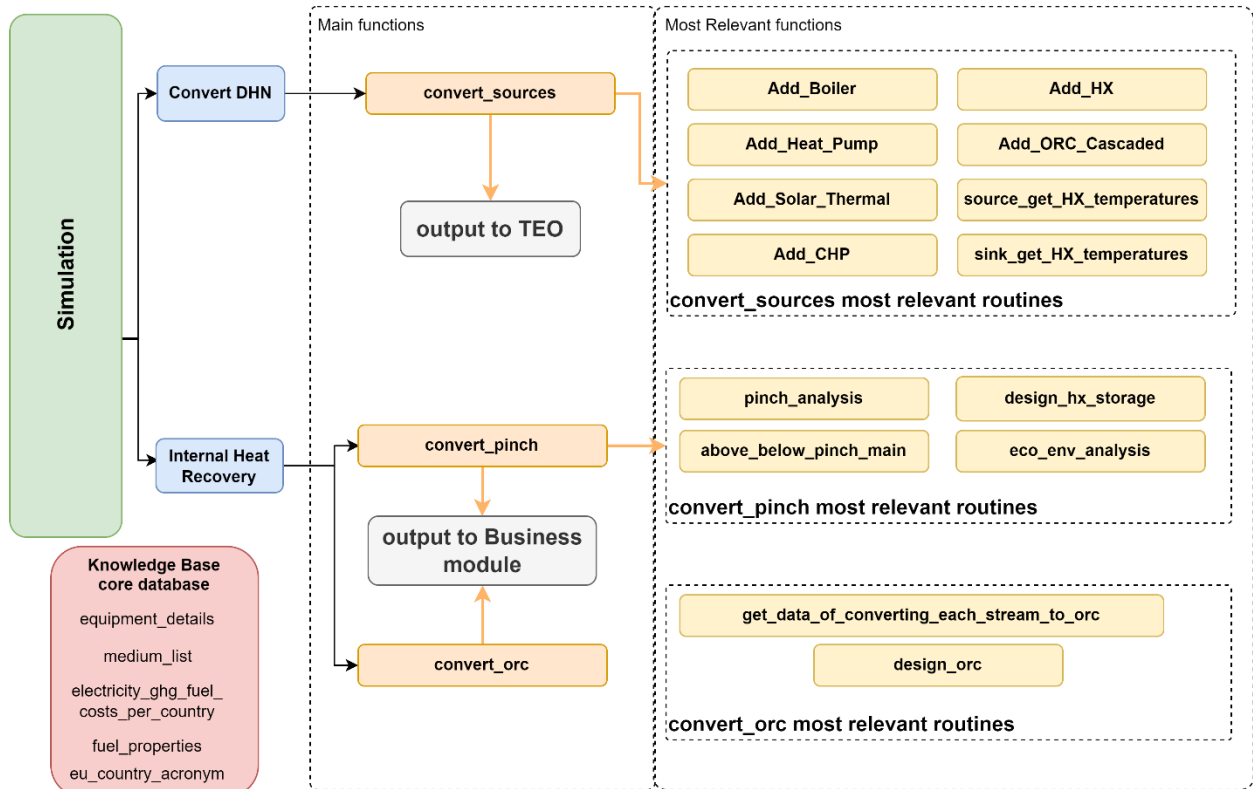 Simulation
Convert DHN
Internal Heat
Recovery
Knowledge Base
core database
equipment_details
medium_list
electricity_ghg_fuel_
costs_per_country
fuel_properties
eu_country_acronym
Main functions
convert_sources
output to TEO
convert_pinch
output to Business
module
convert_orc
Most Relevant functions
Add_Boiler
Add_HX
Add_Heat_Pump
Add_ORC_Cascaded
Add_Solar_Thermal
source_get_HX_temperatures
Add_CHP
sink_get_HX_temperatures
convert_sources most relevant routines
pinch_analysis
design_hx_storage
above_below_pinch_main
eco_env_analysis
convert_pinch most relevant routines
get_data_of_converting_each_stream_to_orc
design_orc
convert_orc most relevant routines